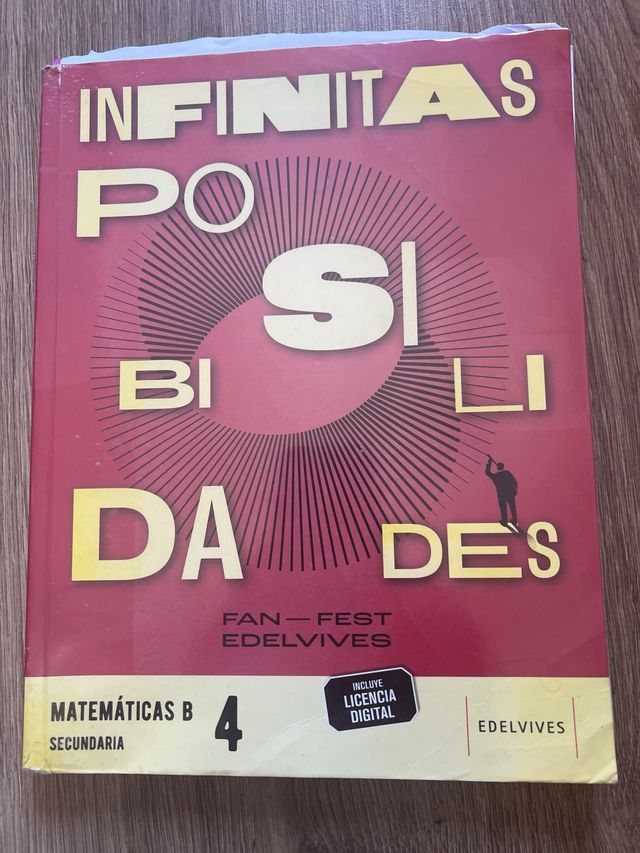 INFINITAS
PO
SI
BI LI
DA DES
FAN — FEST
EDELVIVES
MATEMÁTICAS B 4
SECUNDARIA
INCLUYE
LICENCIA
DIGITAL
EDELVIVES